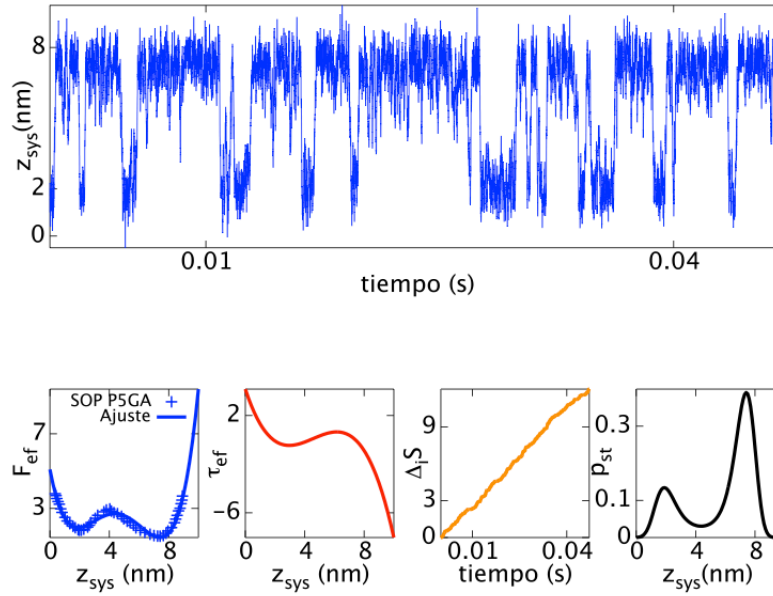 8
2
0
z_sys(nm)
0.01
0.04
tiempo (s)
SOP P5GA
Ajuste
7
3
F_ef
0
4
8
z_sys (nm)
2
-6
τ_ef
0
4
8
z_sys (nm)
9
3
0
Δ_iS
0.01
0.04
tiempo (s)
0.3
0.1
0
p_st
0
4
8
z_sys(nm)